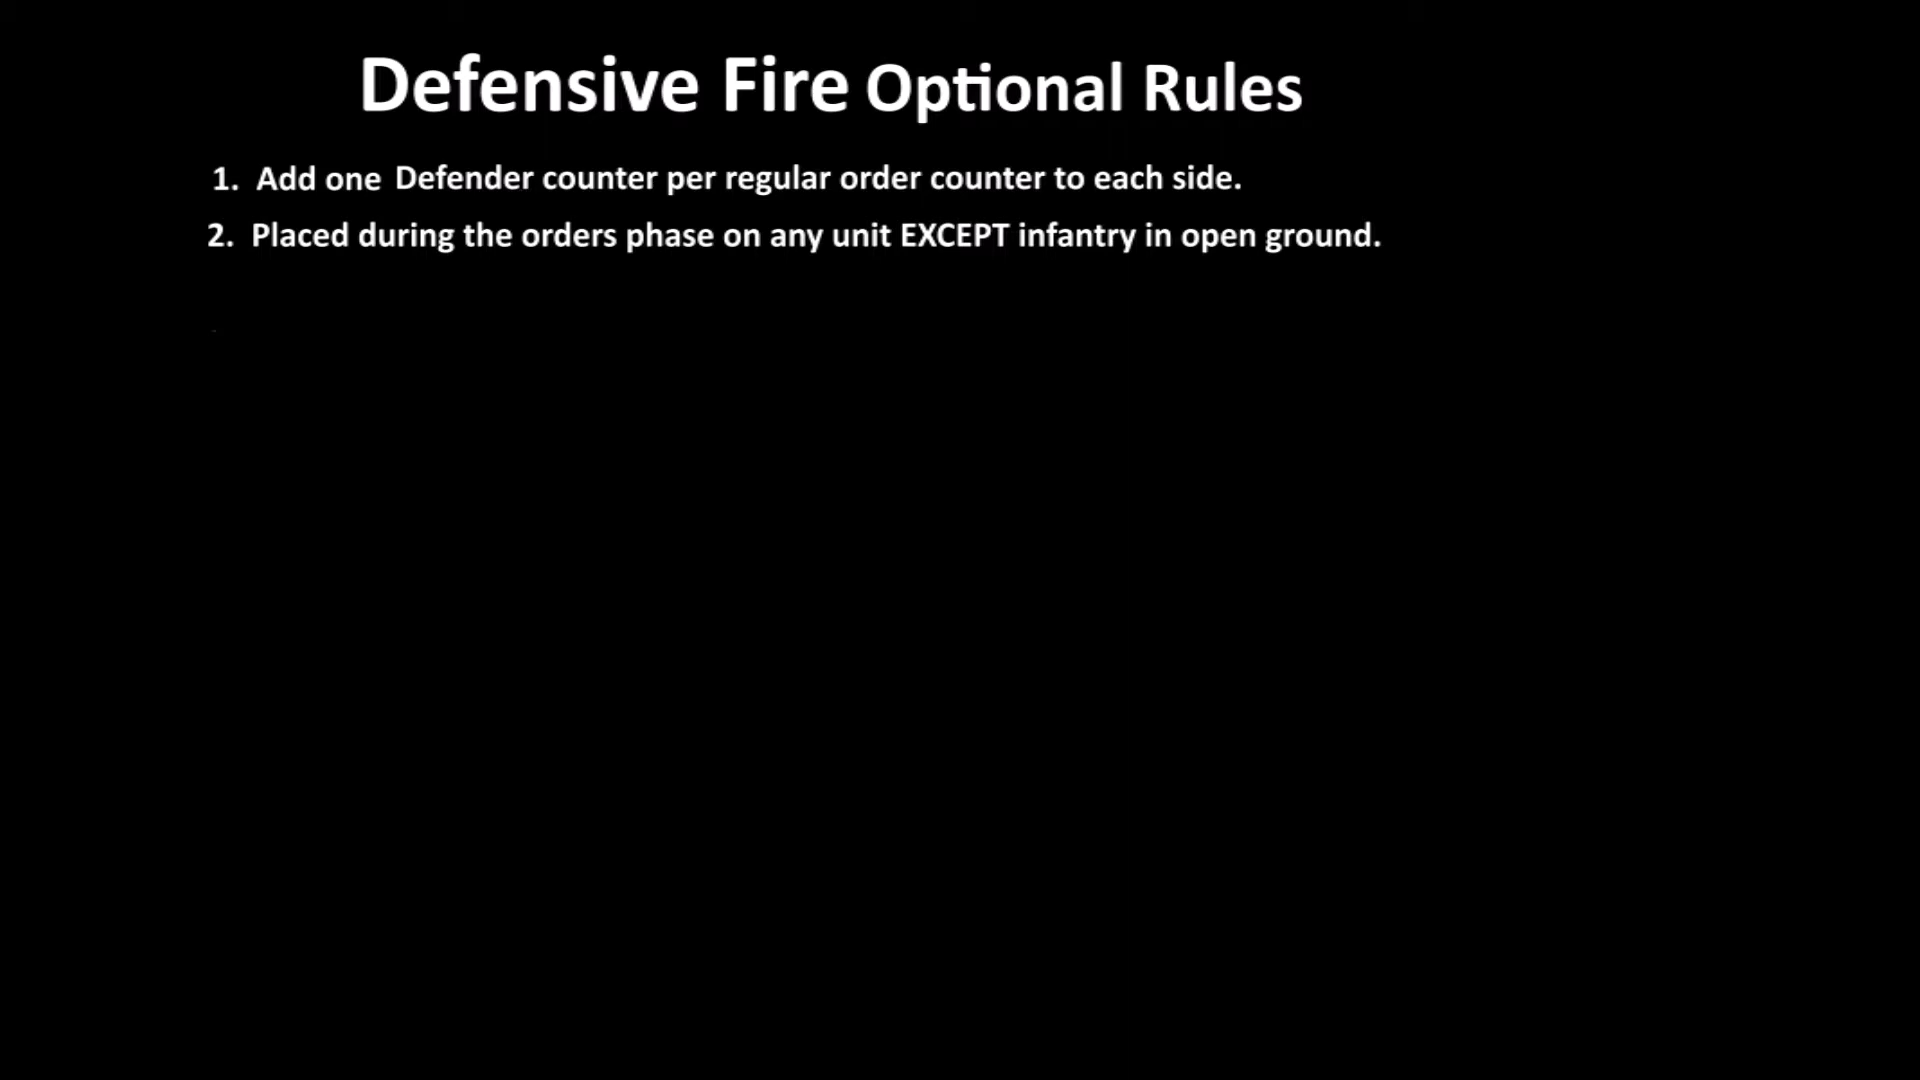 Defensive Fire Optional Rules
1. Add one Defender counter per regular order counter to each side.
2. Placed during the orders phase on any unit EXCEPT infantry in open ground.